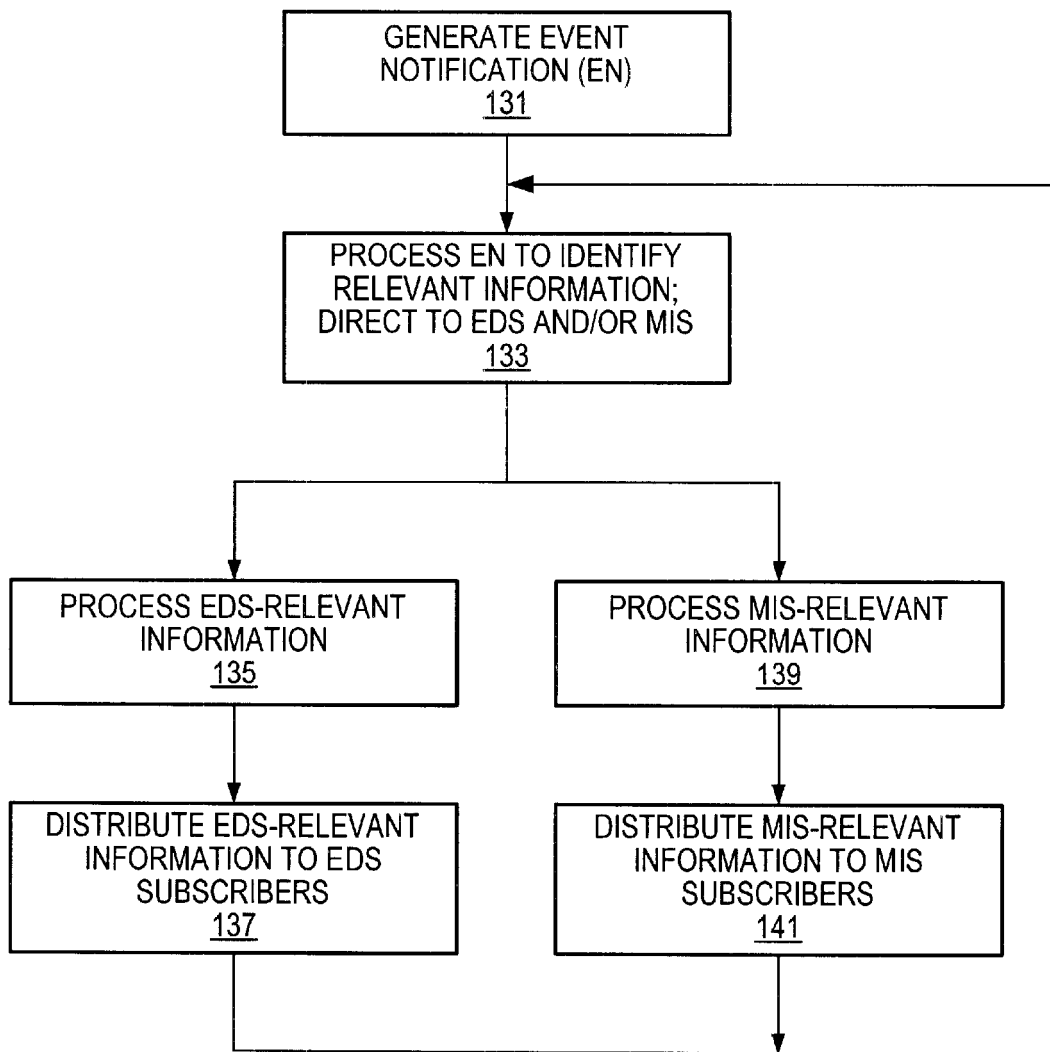 GENERATE EVENT
NOTIFICATION (EN)
131
PROCESS EN TO IDENTIFY
RELEVANT INFORMATION;
DIRECT TO EDS AND/OR MIS
133
PROCESS EDS-RELEVANT
INFORMATION
135
PROCESS MIS-RELEVANT
INFORMATION
139
DISTRIBUTE EDS-RELEVANT
INFORMATION TO EDS
SUBSCRIBERS
137
DISTRIBUTE MIS-RELEVANT
INFORMATION TO MIS
SUBSCRIBERS
141